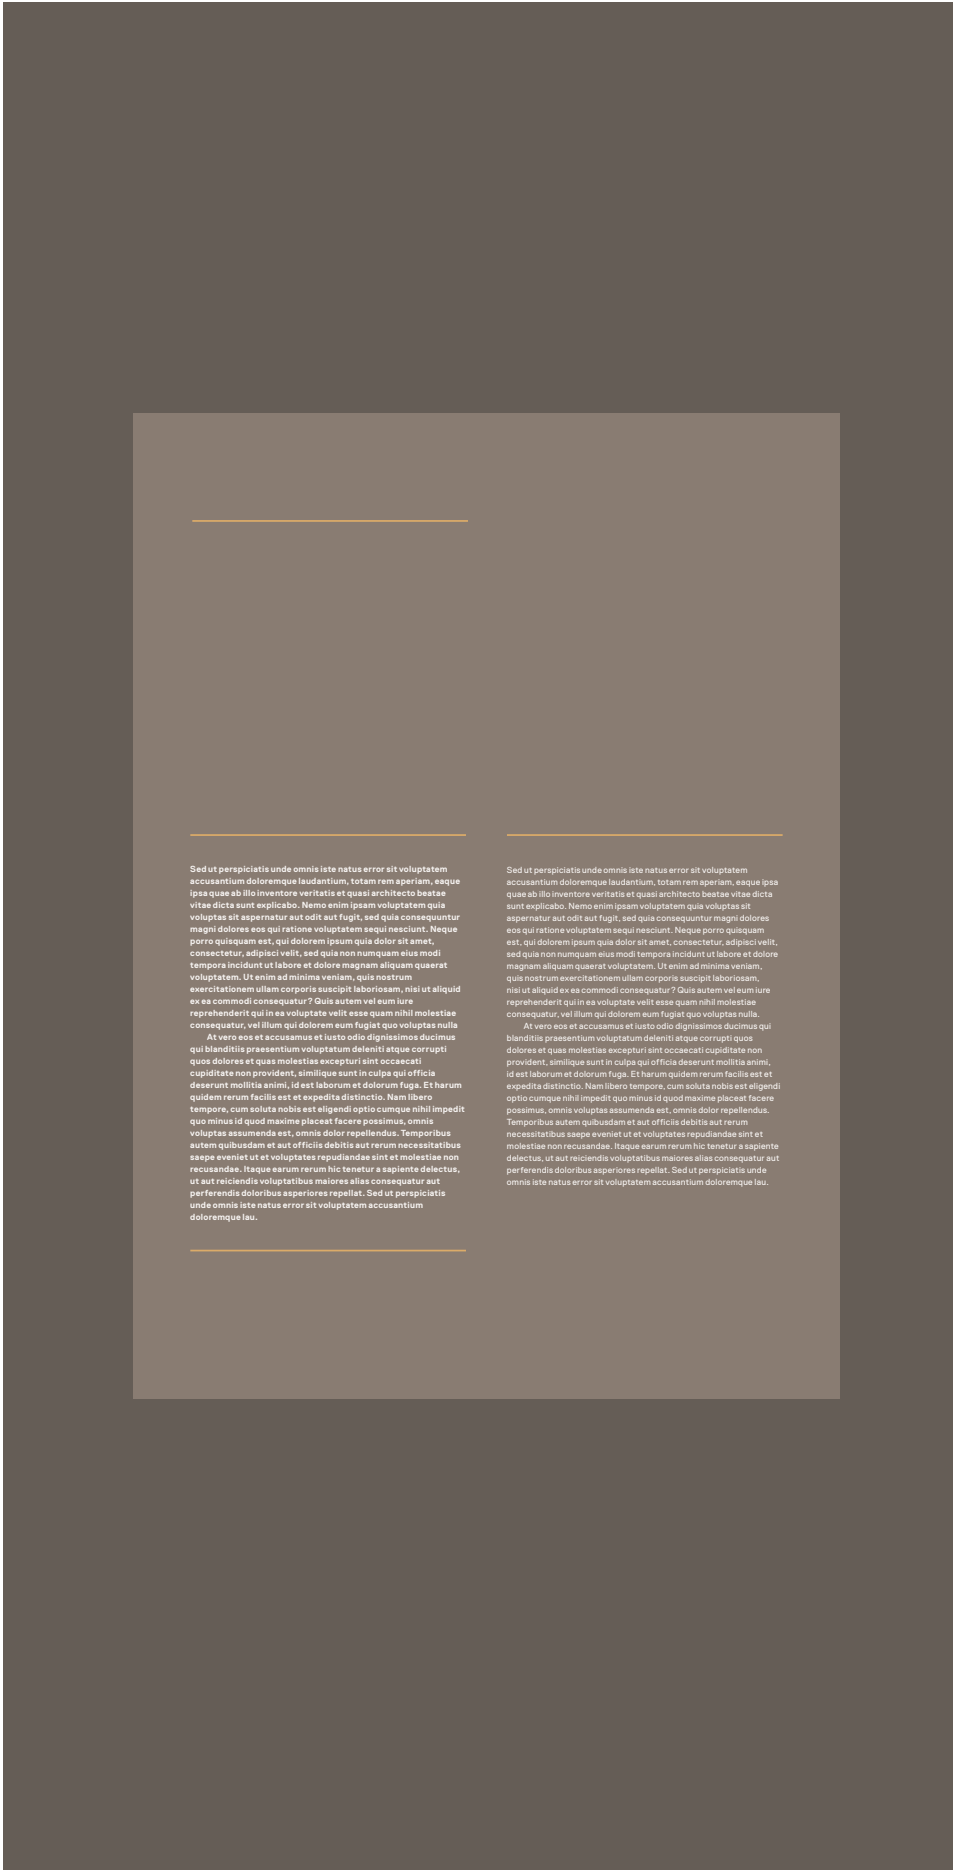 Sed ut perspiciatis unde omnis iste natus error sit voluptatem
accusantium doloremque laudantium, totam rem aperiam, eaque
ipsa quae ab illo inventore veritatis et quasi architecto beatae
vitae dicta sunt explicabo. Nemo enim ipsam voluptatem quia
voluptas sit aspernatur aut odit aut fugit, sed quia consequuntur
magni dolores eos qui ratione voluptatem sequi nesciunt. Neque
porro quisquam est, qui dolorem ipsum quia dolor sit amet,
consectetur, adipisci velit, sed quia non numquam eius modi
tempora incidunt ut labore et dolore magnam aliquam quaerat
voluptatem. Ut enim ad minima veniam, quis nostrum
exercitationem ullam corporis suscipit laboriosam, nisi ut aliquid
ex ea commodi consequatur? Quis autem vel eum iure
reprehenderit qui in ea voluptate velit esse quam nihil molestiae
consequatur, vel illum qui dolorem eum fugiat quo voluptas nulla
At vero eos et accusamus et iusto odio dignissimos ducimus
qui blanditiis praesentium voluptatum deleniti atque corrupti
quos dolores et quas molestias excepturi sint occaecati
cupiditate non provident, similique sunt in culpa qui officia
deserunt mollitia animi, id est laborum et dolorum fuga. Et harum
quidem rerum facilis est et expedita distinctio. Nam libero
tempore, cum soluta nobis est eligendi optio cumque nihil impedit
quo minus id quod maxime placeat facere possimus, omnis
voluptas assumenda est, omnis dolor repellendus. Temporibus
autem quibusdam et aut officiis debitis aut rerum necessitatibus
saepe eveniet ut et voluptates repudiandae sint et molestiae non
recusandae. Itaque earum rerum hic tenetur a sapiente delectus,
ut aut reiciendis voluptatibus maiores alias consequatur aut
perferendis doloribus asperiores repellat. Sed ut perspiciatis
unde omnis iste natus error sit voluptatem accusantium
doloremque lau.
Sed ut perspiciatis unde omnis iste natus error sit voluptatem
accusantium doloremque laudantium, totam rem aperiam, eaque ipsa
quae ab illo inventore veritatis et quasi architecto beatae vitae dicta
sunt explicabo. Nemo enim ipsam voluptatem quia voluptas sit
aspernatur aut odit aut fugit, sed quia consequuntur magni dolores
eos qui ratione voluptatem sequi nesciunt. Neque porro quisquam
est, qui dolorem ipsum quia dolor sit amet, consectetur, adipisci velit,
sed quia non numquam eius modi tempora incidunt ut labore et dolore
magnam aliquam quaerat voluptatem. Ut enim ad minima veniam,
quis nostrum exercitationem ullam corporis suscipit laboriosam,
nisi ut aliquid ex ea commodi consequatur? Quis autem vel eum iure
reprehenderit qui in ea voluptate velit esse quam nihil molestiae
consequatur, vel illum qui dolorem eum fugiat quo voluptas nulla.
At vero eos et accusamus et iusto odio dignissimos ducimus qui
blanditiis praesentium voluptatum deleniti atque corrupti quos
dolores et quas molestias excepturi sint occaecati cupiditate non
provident, similique sunt in culpa qui officia deserunt mollitia animi,
id est laborum et dolorum fuga. Et harum quidem rerum facilis est et
expedita distinctio. Nam libero tempore, cum soluta nobis est eligendi
optio cumque nihil impedit quo minus id quod maxime placeat facere
possimus, omnis voluptas assumenda est, omnis dolor repellendus.
Temporibus autem quibusdam et aut officiis debitis aut rerum
necessitatibus saepe eveniet ut et voluptates repudiandae sint et
molestiae non recusandae. Itaque earum rerum hic tenetur a sapiente
delectus, ut aut reiciendis voluptatibus maiores alias consequatur aut
perferendis doloribus asperiores repellat. Sed ut perspiciatis unde
omnis iste natus error sit voluptatem accusantium doloremque lau.